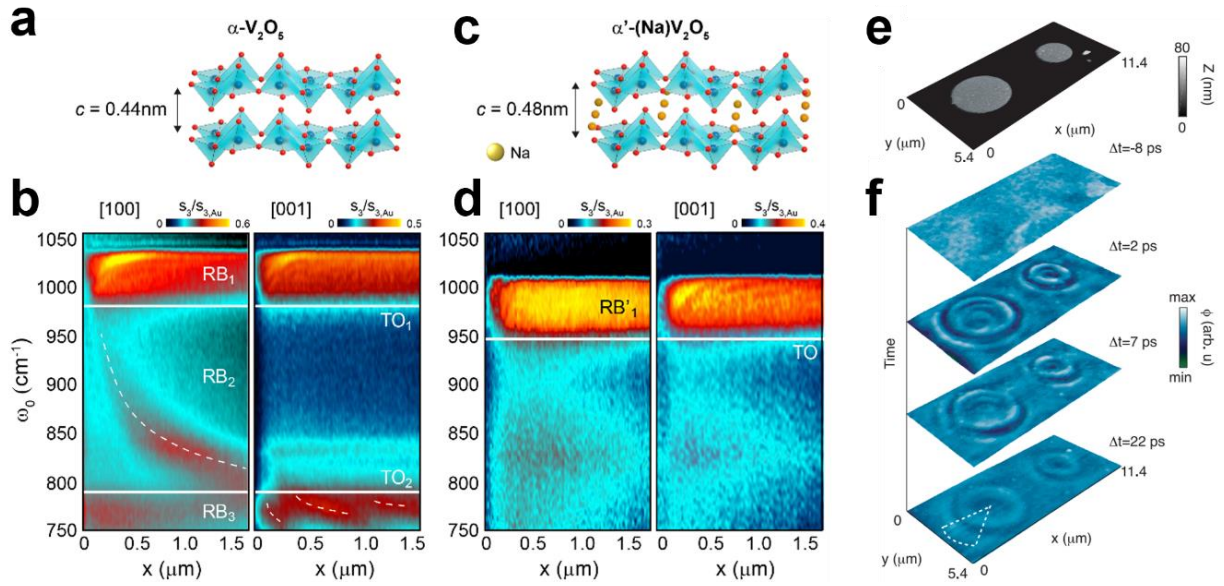 a
α-V₂O₅
c = 0.44nm
b
[100]
s₃/s₃,Au
0 0.6
[001]
s₃/s₃,Au
0 0.5
ω₀ (cm⁻¹)
1050
1000
950
900
850
800
750
RB₁
TO₁
RB₂
TO₂
RB₃
0 0.5 1.0 1.5
x (μm)
0 0.5 1.0 1.5
x (μm)
c
α'-(Na)V₂O₅
c = 0.48nm
Na
d
[100]
s₃/s₃,Au
0 0.3
[001]
s₃/s₃,Au
0 0.4
1050
1000
950
900
850
800
750
RB'₁
TO
0 0.5 1.0 1.5
x (μm)
0 0.5 1.0 1.5
x (μm)
e
80
Z (nm)
0
11.4
0
x (μm)
y (μm)
5.4 0
f
Δt=-8 ps
Δt=2 ps
max
ϕ (arb. u)
min
Δt=7 ps
Time
Δt=22 ps
11.4
0
x (μm)
y (μm)
5.4 0